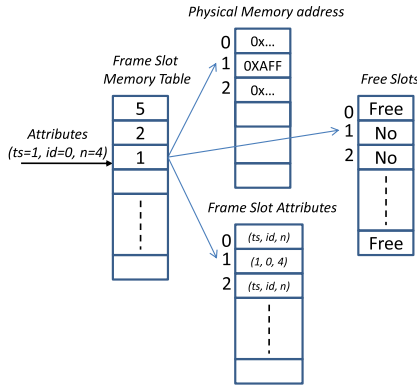 Physical Memory address
0 0x...
1 0XAFF
2 0x...
Frame Slot
Memory Table
5
2
1
Attributes
(ts=1, id=0, n=4)
Free Slots
0 Free
1 No
2 No
Free
Frame Slot Attributes
0 (ts, id, n)
1 (1, 0, 4)
2 (ts, id, n)